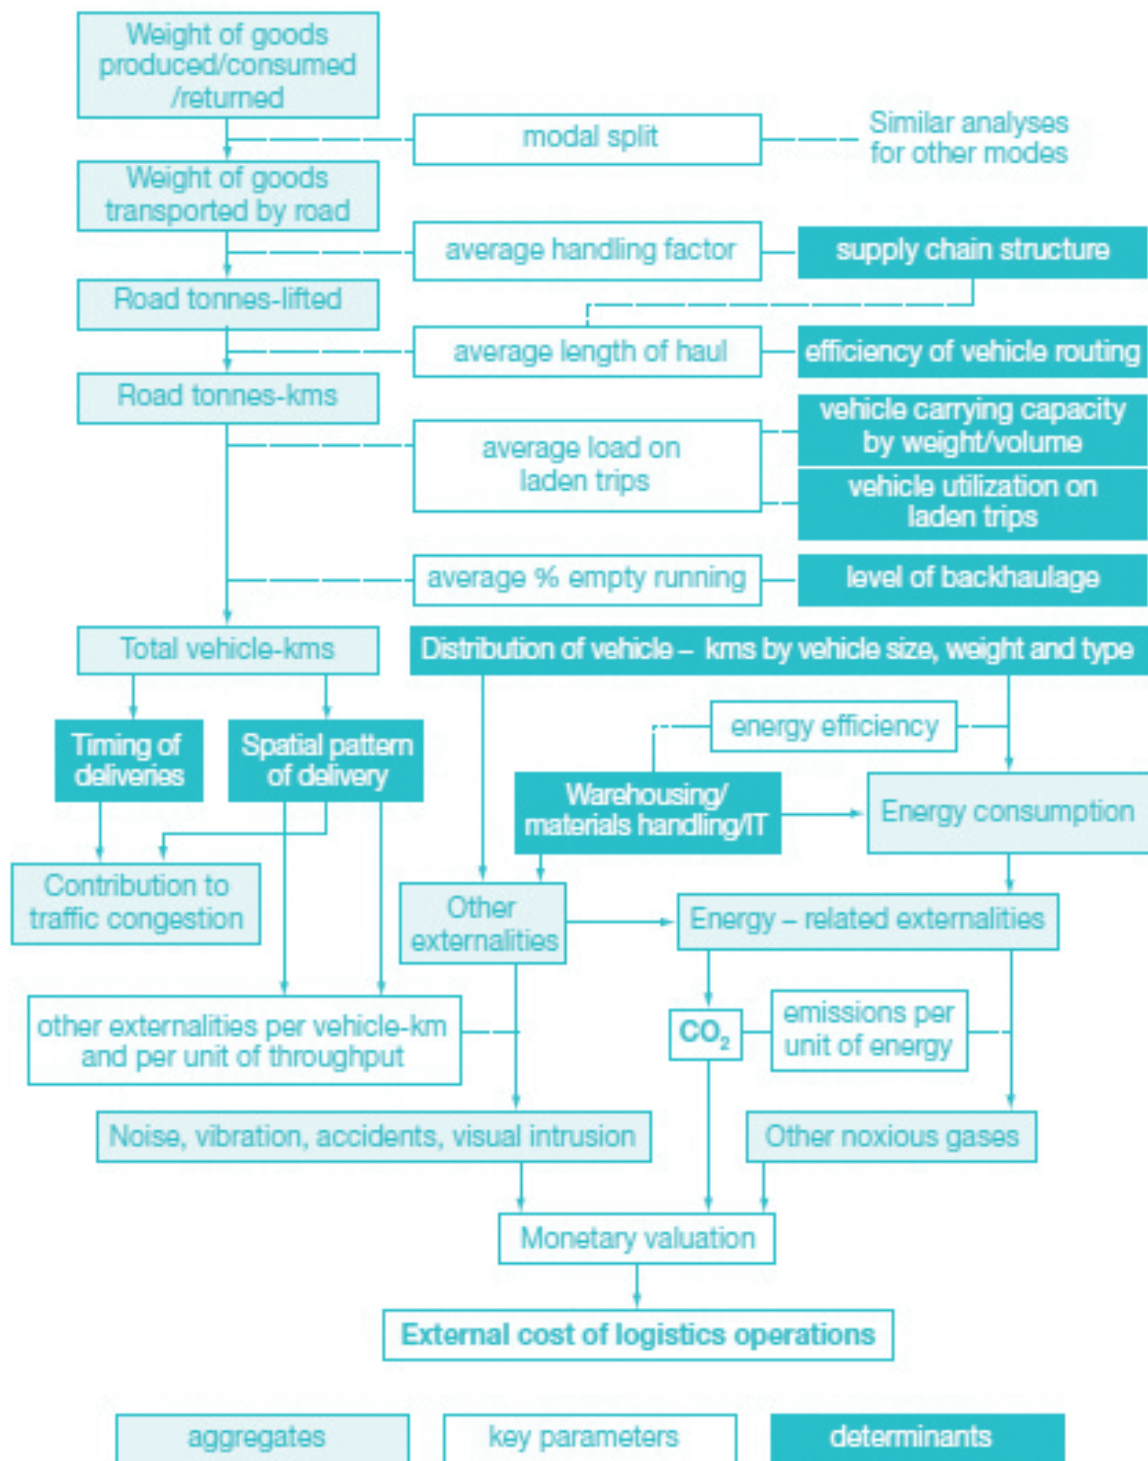 Weight of goods
produced/consumed
/returned
modal split
Similar analyses
for other modes
Weight of goods
transported by road
average handling factor
supply chain structure
Road tonnes-lifted
average length of haul
efficiency of vehicle routing
Road tonnes-kms
average load on
laden trips
vehicle carrying capacity
by weight/volume
vehicle utilization on
laden trips
average % empty running
level of backhaulage
Total vehicle-kms
Distribution of vehicle – kms by vehicle size, weight and type
energy efficiency
Timing of
deliveries
Spatial pattern
of delivery
Warehousing/
materials handling/IT
Energy consumption
Contribution to
traffic congestion
Other
externalities
Energy – related externalities
other externalities per vehicle-km
and per unit of throughput
CO₂
emissions per
unit of energy
Noise, vibration, accidents, visual intrusion
Other noxious gases
Monetary valuation
External cost of logistics operations
aggregates
key parameters
determinants